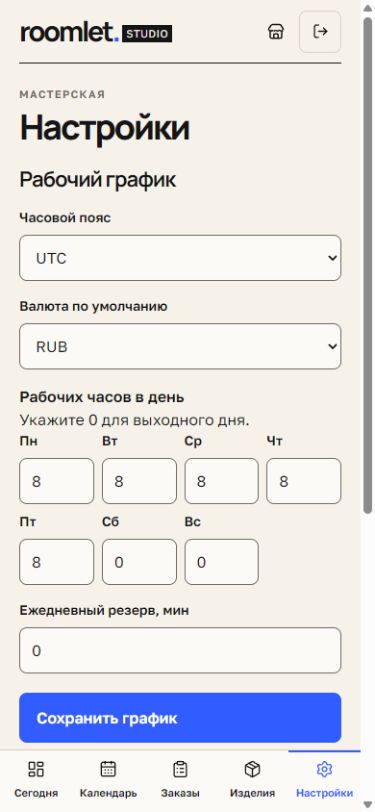 roomlet. STUDIO
МАСТЕРСКАЯ
Настройки
Рабочий график
Часовой пояс
UTC
Валюта по умолчанию
RUB
Рабочих часов в день
Укажите 0 для выходного дня.
Пн Вт Ср Чт
8 8 8 8
Пт Сб Вс
8 0 0
Ежедневный резерв, мин
0
Сохранить график
Сегодня Календарь Заказы Изделия Настройки